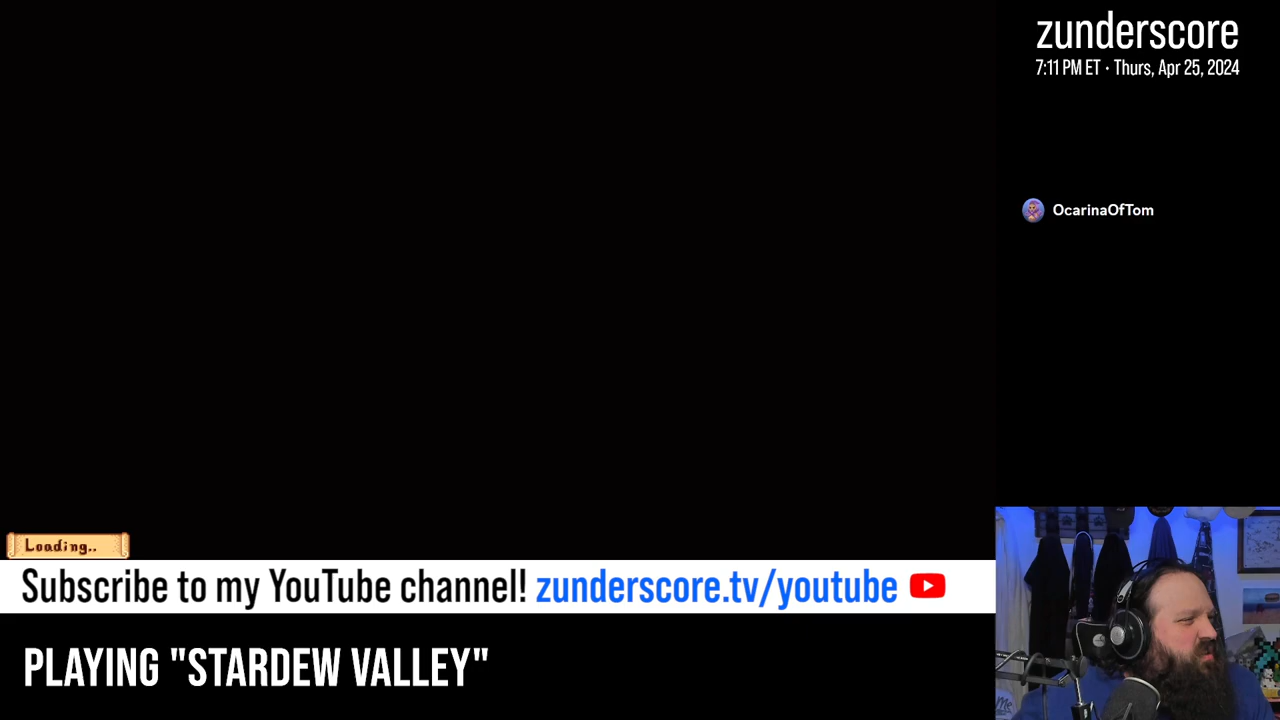 zunderscore
7:11 PM ET · Thurs, Apr 25, 2024
OcarinaOfTom
Loading..
Subscribe to my YouTube channel! zunderscore.tv/youtube
PLAYING "STARDEW VALLEY"